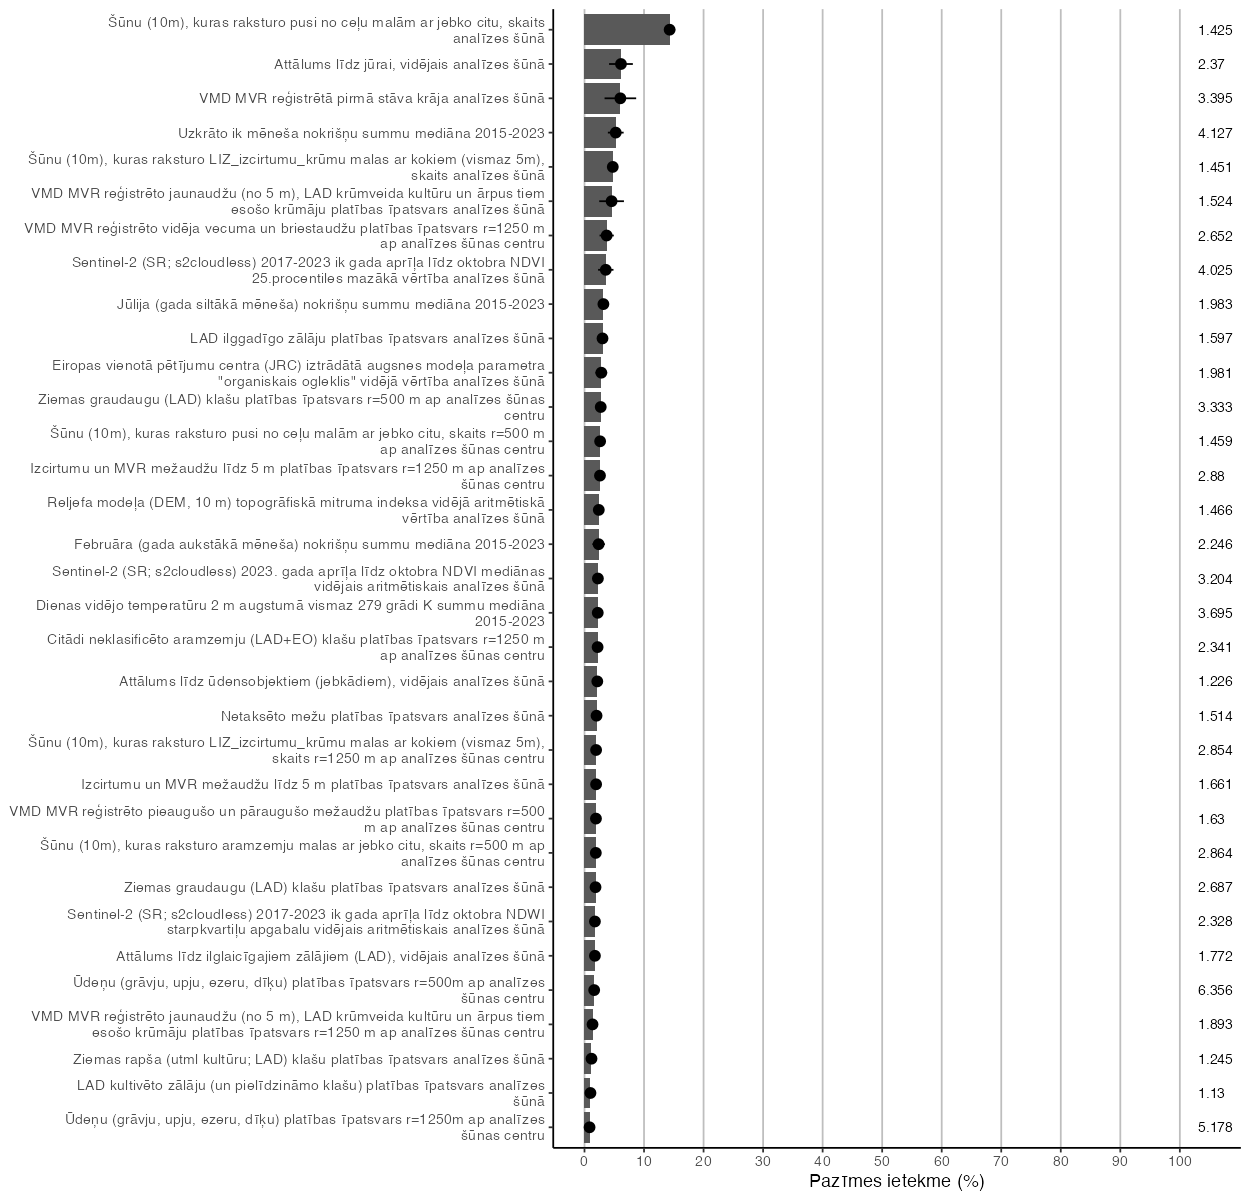 Šūnu (10m), kuras raksturo pusi no ceļu malām ar jebko citu, skaits
analīzes šūnā
1.425
Attālums līdz jūrai, vidējais analīzes šūnā
2.37
VMD MVR reģistrētā pirmā stāva krāja analīzes šūnā
3.395
Uzkrāto ik mēneša nokrišņu summu mediāna 2015-2023
4.127
Šūnu (10m), kuras raksturo LIZ_izcirtumu_krūmu malas ar kokiem (vismaz 5m),
skaits analīzes šūnā
1.451
VMD MVR reģistrēto jaunaudžu (no 5 m), LAD krūmveida kultūru un ārpus tiem
esošo krūmāju platības īpatsvars analīzes šūnā
1.524
VMD MVR reģistrēto vidēja vecuma un briestaudžu platības īpatsvars r=1250 m
ap analīzes šūnas centru
2.652
Sentinel-2 (SR; s2cloudless) 2017-2023 ik gada aprīļa līdz oktobra NDVI
25.procentiles mazākā vērtība analīzes šūnā
4.025
Jūlija (gada siltākā mēneša) nokrišņu summu mediāna 2015-2023
1.983
LAD ilggadīgo zālāju platības īpatsvars analīzes šūnā
1.597
Eiropas vienotā pētījumu centra (JRC) iztrādātā augsnes modeļa parametra
"organiskais ogleklis" vidējā vērtība analīzes šūnā
1.981
Ziemas graudaugu (LAD) klašu platības īpatsvars r=500 m ap analīzes šūnas
centru
3.333
Šūnu (10m), kuras raksturo pusi no ceļu malām ar jebko citu, skaits r=500 m
ap analīzes šūnas centru
1.459
Izcirtumu un MVR mežaudžu līdz 5 m platības īpatsvars r=1250 m ap analīzes
šūnas centru
2.88
Reljefa modeļa (DEM, 10 m) topogrāfiskā mitruma indeksa vidējā aritmētiskā
vērtība analīzes šūnā
1.466
Februāra (gada aukstākā mēneša) nokrišņu summu mediāna 2015-2023
2.246
Sentinel-2 (SR; s2cloudless) 2023. gada aprīļa līdz oktobra NDVI mediānas
vidējais aritmētiskais analīzes šūnā
3.204
Dienas vidējo temperatūru 2 m augstumā vismaz 279 grādi K summu mediāna
2015-2023
3.695
Citādi neklasificēto aramzemju (LAD+EO) klašu platības īpatsvars r=1250 m
ap analīzes šūnas centru
2.341
Attālums līdz ūdensobjektiem (jebkādiem), vidējais analīzes šūnā
1.226
Netaksēto mežu platības īpatsvars analīzes šūnā
1.514
Šūnu (10m), kuras raksturo LIZ_izcirtumu_krūmu malas ar kokiem (vismaz 5m),
skaits r=1250 m ap analīzes šūnas centru
2.854
Izcirtumu un MVR mežaudžu līdz 5 m platības īpatsvars analīzes šūnā
1.661
VMD MVR reģistrēto pieaugušo un pāraugušo mežaudžu platības īpatsvars r=500
m ap analīzes šūnas centru
1.63
Šūnu (10m), kuras raksturo aramzemju malas ar jebko citu, skaits r=500 m ap
analīzes šūnas centru
2.864
Ziemas graudaugu (LAD) klašu platības īpatsvars analīzes šūnā
2.687
Sentinel-2 (SR; s2cloudless) 2017-2023 ik gada aprīļa līdz oktobra NDWI
starpkvartiļu apgabalu vidējais aritmētiskais analīzes šūnā
2.328
Attālums līdz ilglaicīgajiem zālājiem (LAD), vidējais analīzes šūnā
1.772
Ūdeņu (grāvju, upju, ezeru, dīķu) platības īpatsvars r=500m ap analīzes
šūnas centru
6.356
VMD MVR reģistrēto jaunaudžu (no 5 m), LAD krūmveida kultūru un ārpus tiem
esošo krūmāju platības īpatsvars r=1250 m ap analīzes šūnas centru
1.893
Ziemas rapša (utml kultūru; LAD) klašu platības īpatsvars analīzes šūnā
1.245
LAD kultivēto zālāju (un pielīdzināmo klašu) platības īpatsvars analīzes
šūnā
1.13
Ūdeņu (grāvju, upju, ezeru, dīķu) platības īpatsvars r=1250m ap analīzes
šūnas centru
5.178
0 10 20 30 40 50 60 70 80 90 100
Pazīmes ietekme (%)